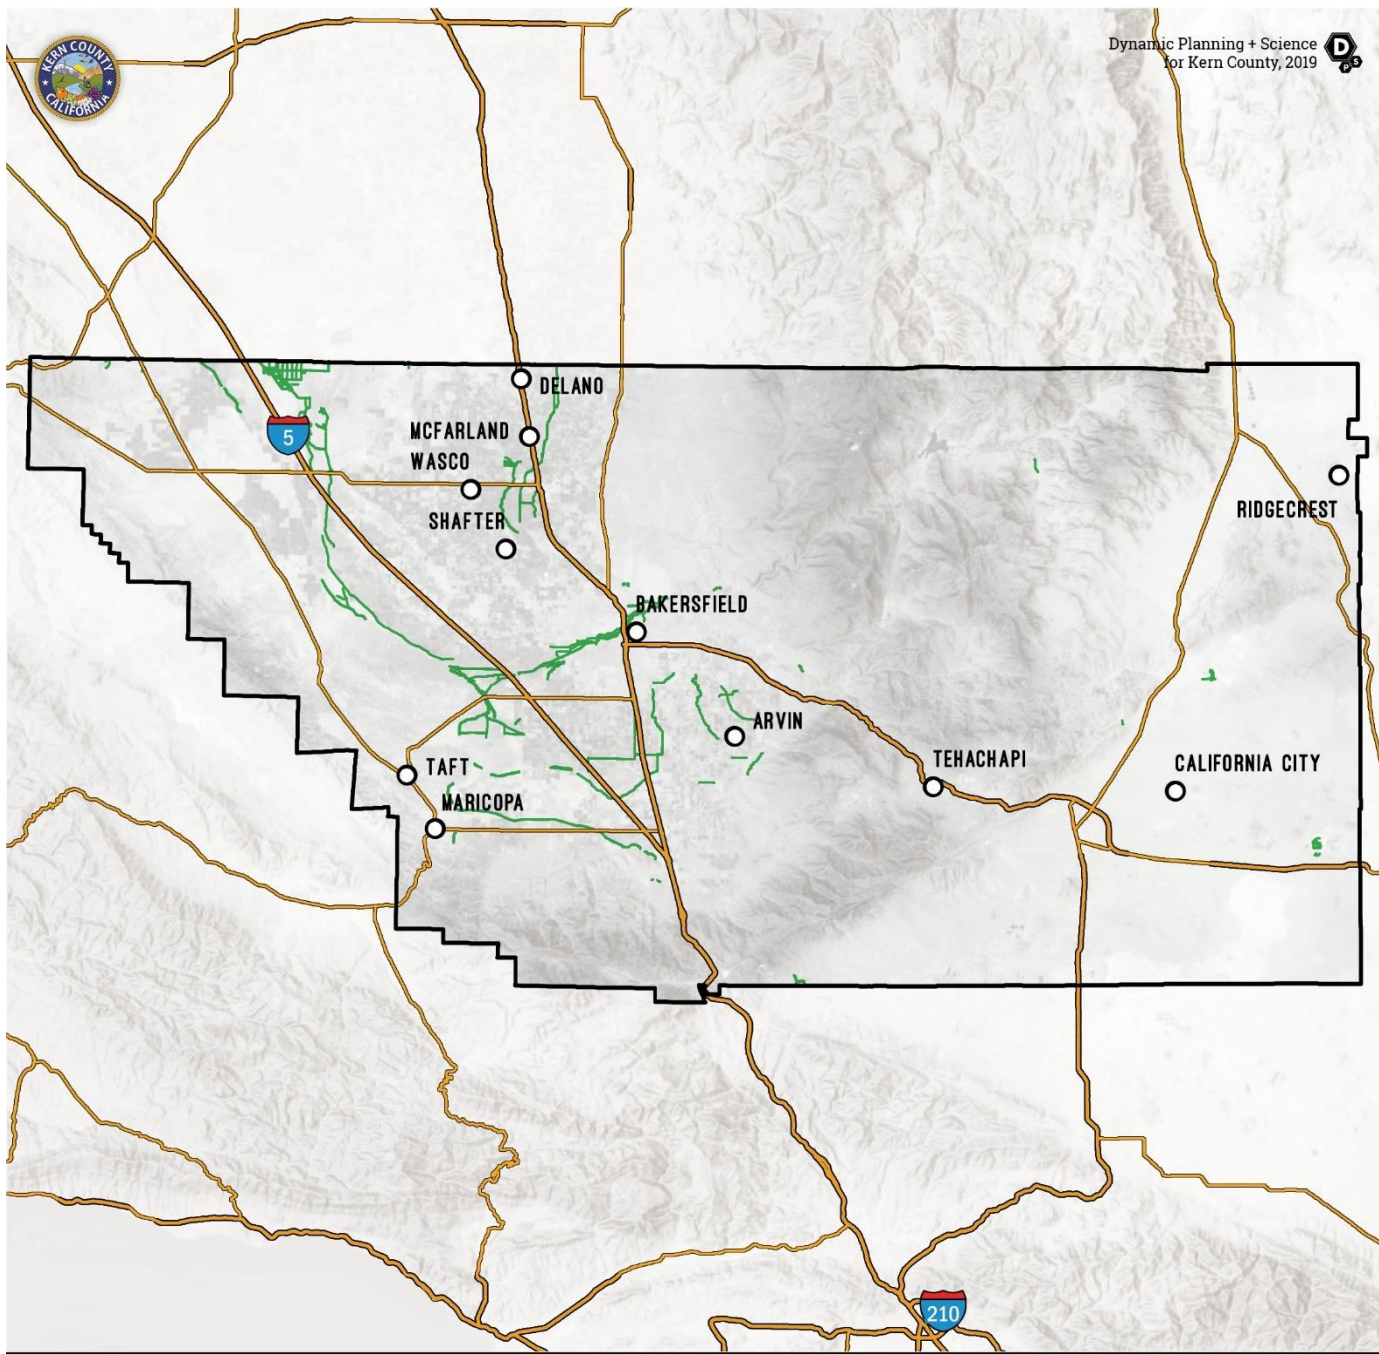 KERN COUNTY
CALIFORNIA
Dynamic Planning + Science
for Kern County, 2019
D
P
S
DELANO
5
MCFARLAND
WASCO
RIDGECREST
SHAFTER
BAKERSFIELD
ARVIN
TAFT
TEHACHAPI
CALIFORNIA CITY
MARICOPA
210